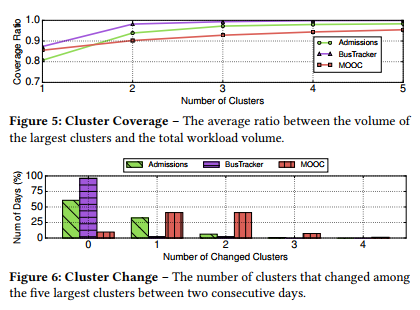 1.0
0.9
0.8
0.7
Coverage Ratio
Admissions
BusTracker
MOOC
1 2 3 4 5
Number of Clusters
Figure 5: Cluster Coverage – The average ratio between the volume of
the largest clusters and the total workload volume.
Admissions BusTracker MOOC
100
75
50
25
0
Num of Days (%)
0 1 2 3 4
Number of Changed Clusters
Figure 6: Cluster Change – The number of clusters that changed among
the five largest clusters between two consecutive days.